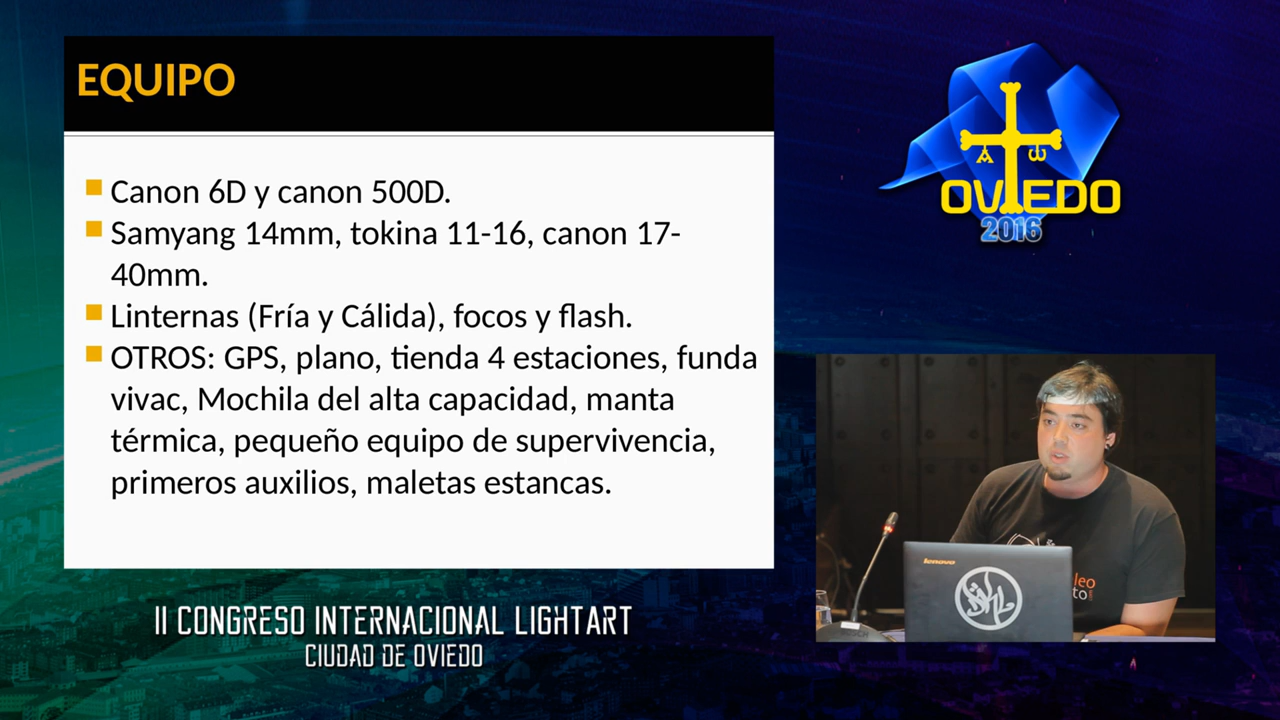 EQUIPO
Canon 6D y canon 500D.
Samyang 14mm, tokina 11-16, canon 17-
40mm.
Linternas (Fría y Cálida), focos y flash.
OTROS: GPS, plano, tienda 4 estaciones, funda
vivac, Mochila del alta capacidad, manta
térmica, pequeño equipo de supervivencia,
primeros auxilios, maletas estancas.
OVIEDO
2016
lenovo
II CONGRESO INTERNACIONAL LIGHTART
CIUDAD DE OVIEDO